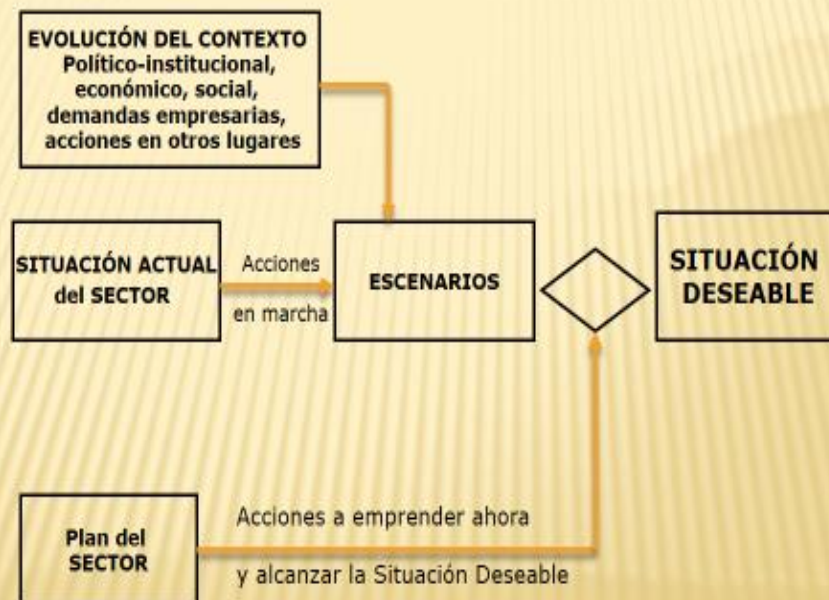 EVOLUCIÓN DEL CONTEXTO
Político-institucional,
económico, social,
demandas empresarias,
acciones en otros lugares
SITUACIÓN ACTUAL
del SECTOR
Acciones
en marcha
ESCENARIOS
SITUACIÓN
DESEABLE
Plan del
SECTOR
Acciones a emprender ahora
y alcanzar la Situación Deseable